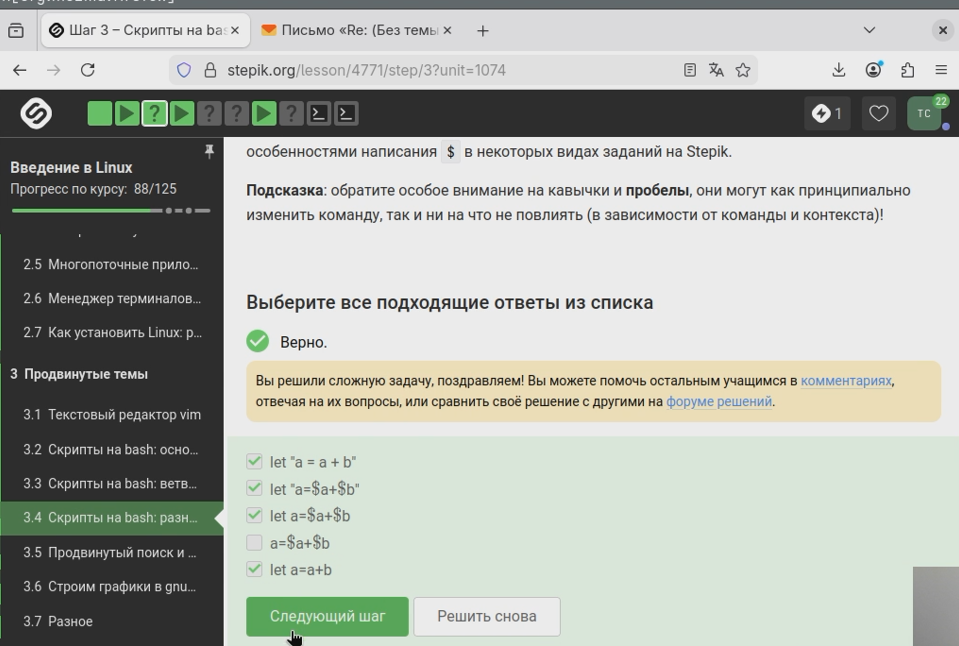 Шаг 3 – Скрипты на ba
Письмо «Re: (Без темы
stepik.org/lesson/4771/step/3?unit=1074
1
TC
22
Введение в Linux
Прогресс по курсу: 88/125
2.5 Многопоточные прило…
2.6 Менеджер терминалов…
2.7 Как установить Linux: р…
3 Продвинутые темы
3.1 Текстовый редактор vim
3.2 Скрипты на bash: осно…
3.3 Скрипты на bash: ветв…
3.4 Скрипты на bash: разн…
3.5 Продвинутый поиск и …
3.6 Строим графики в gnu…
3.7 Разное
особенностями написания $ в некоторых видах заданий на Stepik.
Подсказка: обратите особое внимание на кавычки и пробелы, они могут как принципиально
изменить команду, так и ни на что не повлиять (в зависимости от команды и контекста)!
Выберите все подходящие ответы из списка
Верно.
Вы решили сложную задачу, поздравляем! Вы можете помочь остальным учащимся в комментариях,
отвечая на их вопросы, или сравнить своё решение с другими на форуме решений.
let "a = a + b"
let "a=$a+$b"
let a=$a+$b
a=$a+$b
let a=a+b
Следующий шаг
Решить снова